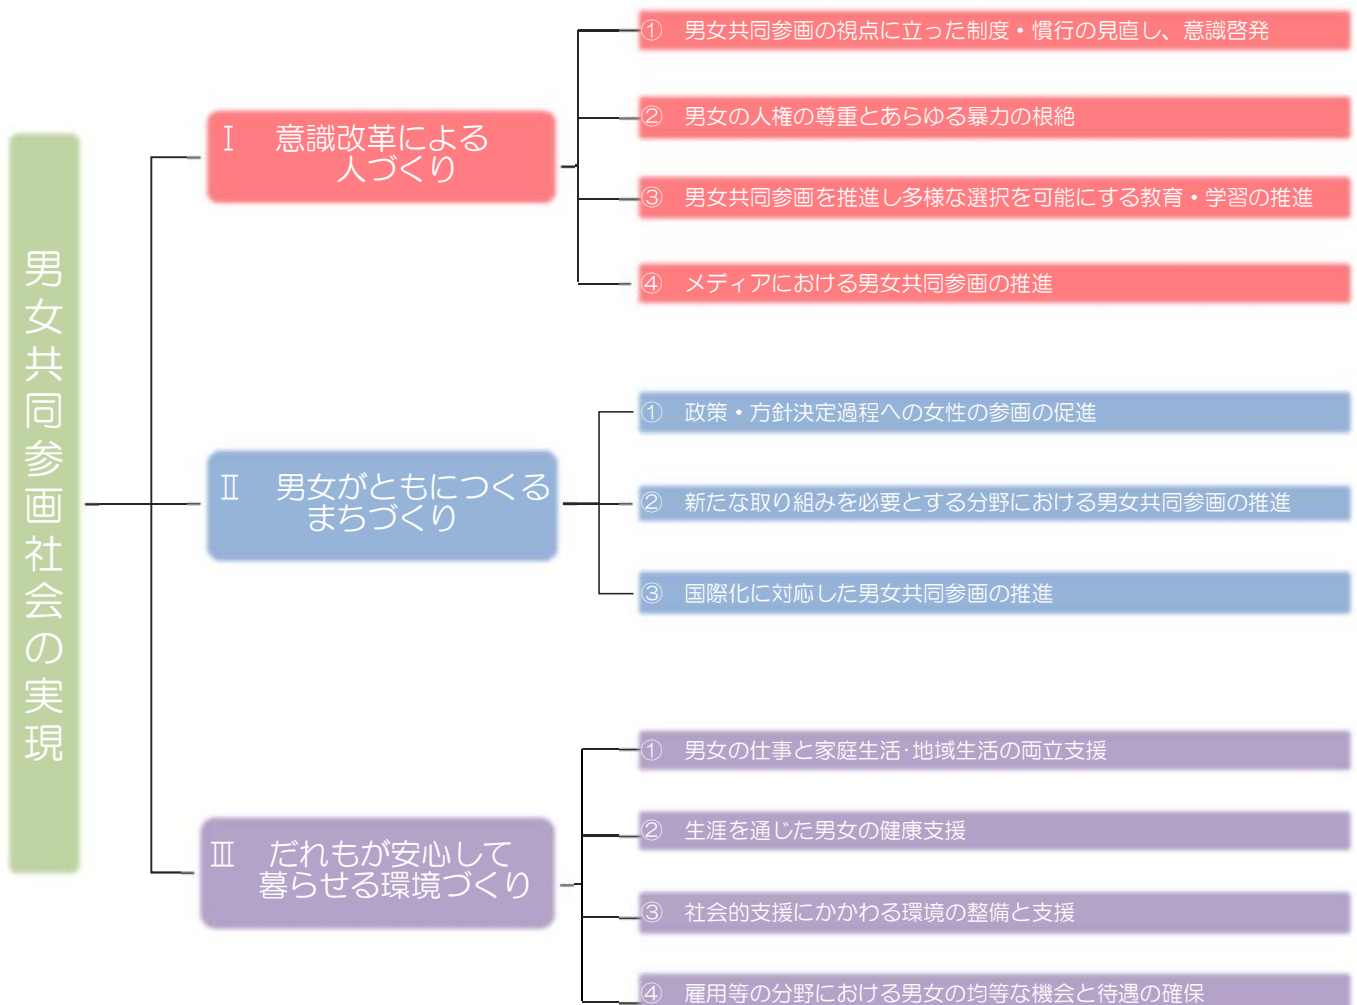 男女共同参画社会の実現
Ⅰ　意識改革による
人づくり
①　男女共同参画の視点に立った制度・慣行の見直し、意識啓発
②　男女の人権の尊重とあらゆる暴力の根絶
③　男女共同参画を推進し多様な選択を可能にする教育・学習の推進
④　メディアにおける男女共同参画の推進
Ⅱ　男女がともにつくる
まちづくり
①　政策・方針決定過程への女性の参画の促進
②　新たな取り組みを必要とする分野における男女共同参画の推進
③　国際化に対応した男女共同参画の推進
Ⅲ　だれもが安心して
暮らせる環境づくり
①　男女の仕事と家庭生活･地域生活の両立支援
②　生涯を通じた男女の健康支援
③　社会的支援にかかわる環境の整備と支援
④　雇用等の分野における男女の均等な機会と待遇の確保